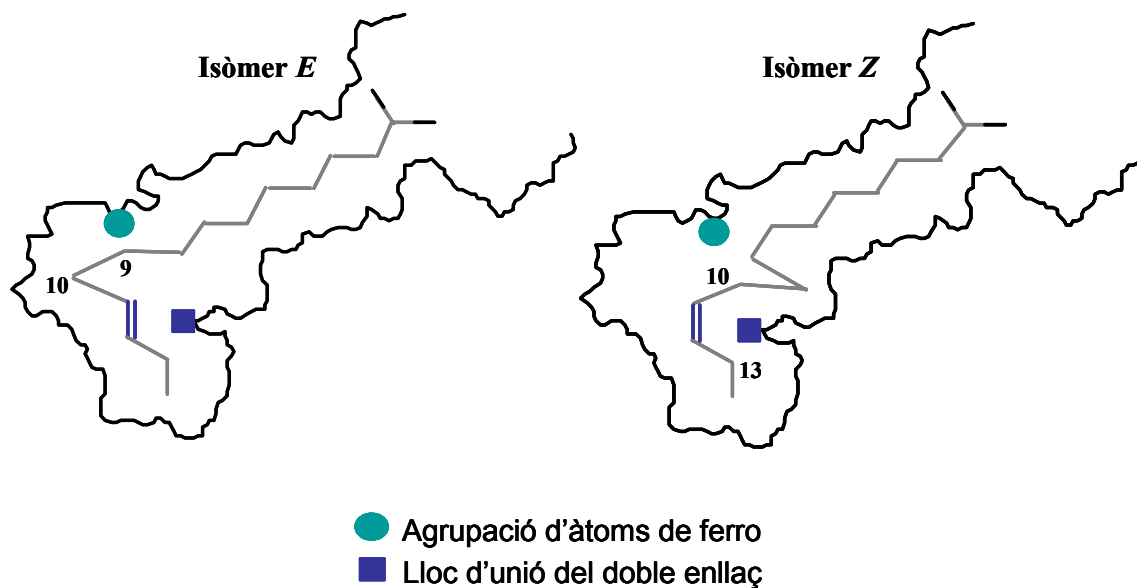 Isòmer E
Isòmer Z
9
10
10
13
Agrupació d'àtoms de ferro
Lloc d'unió del doble enllaç